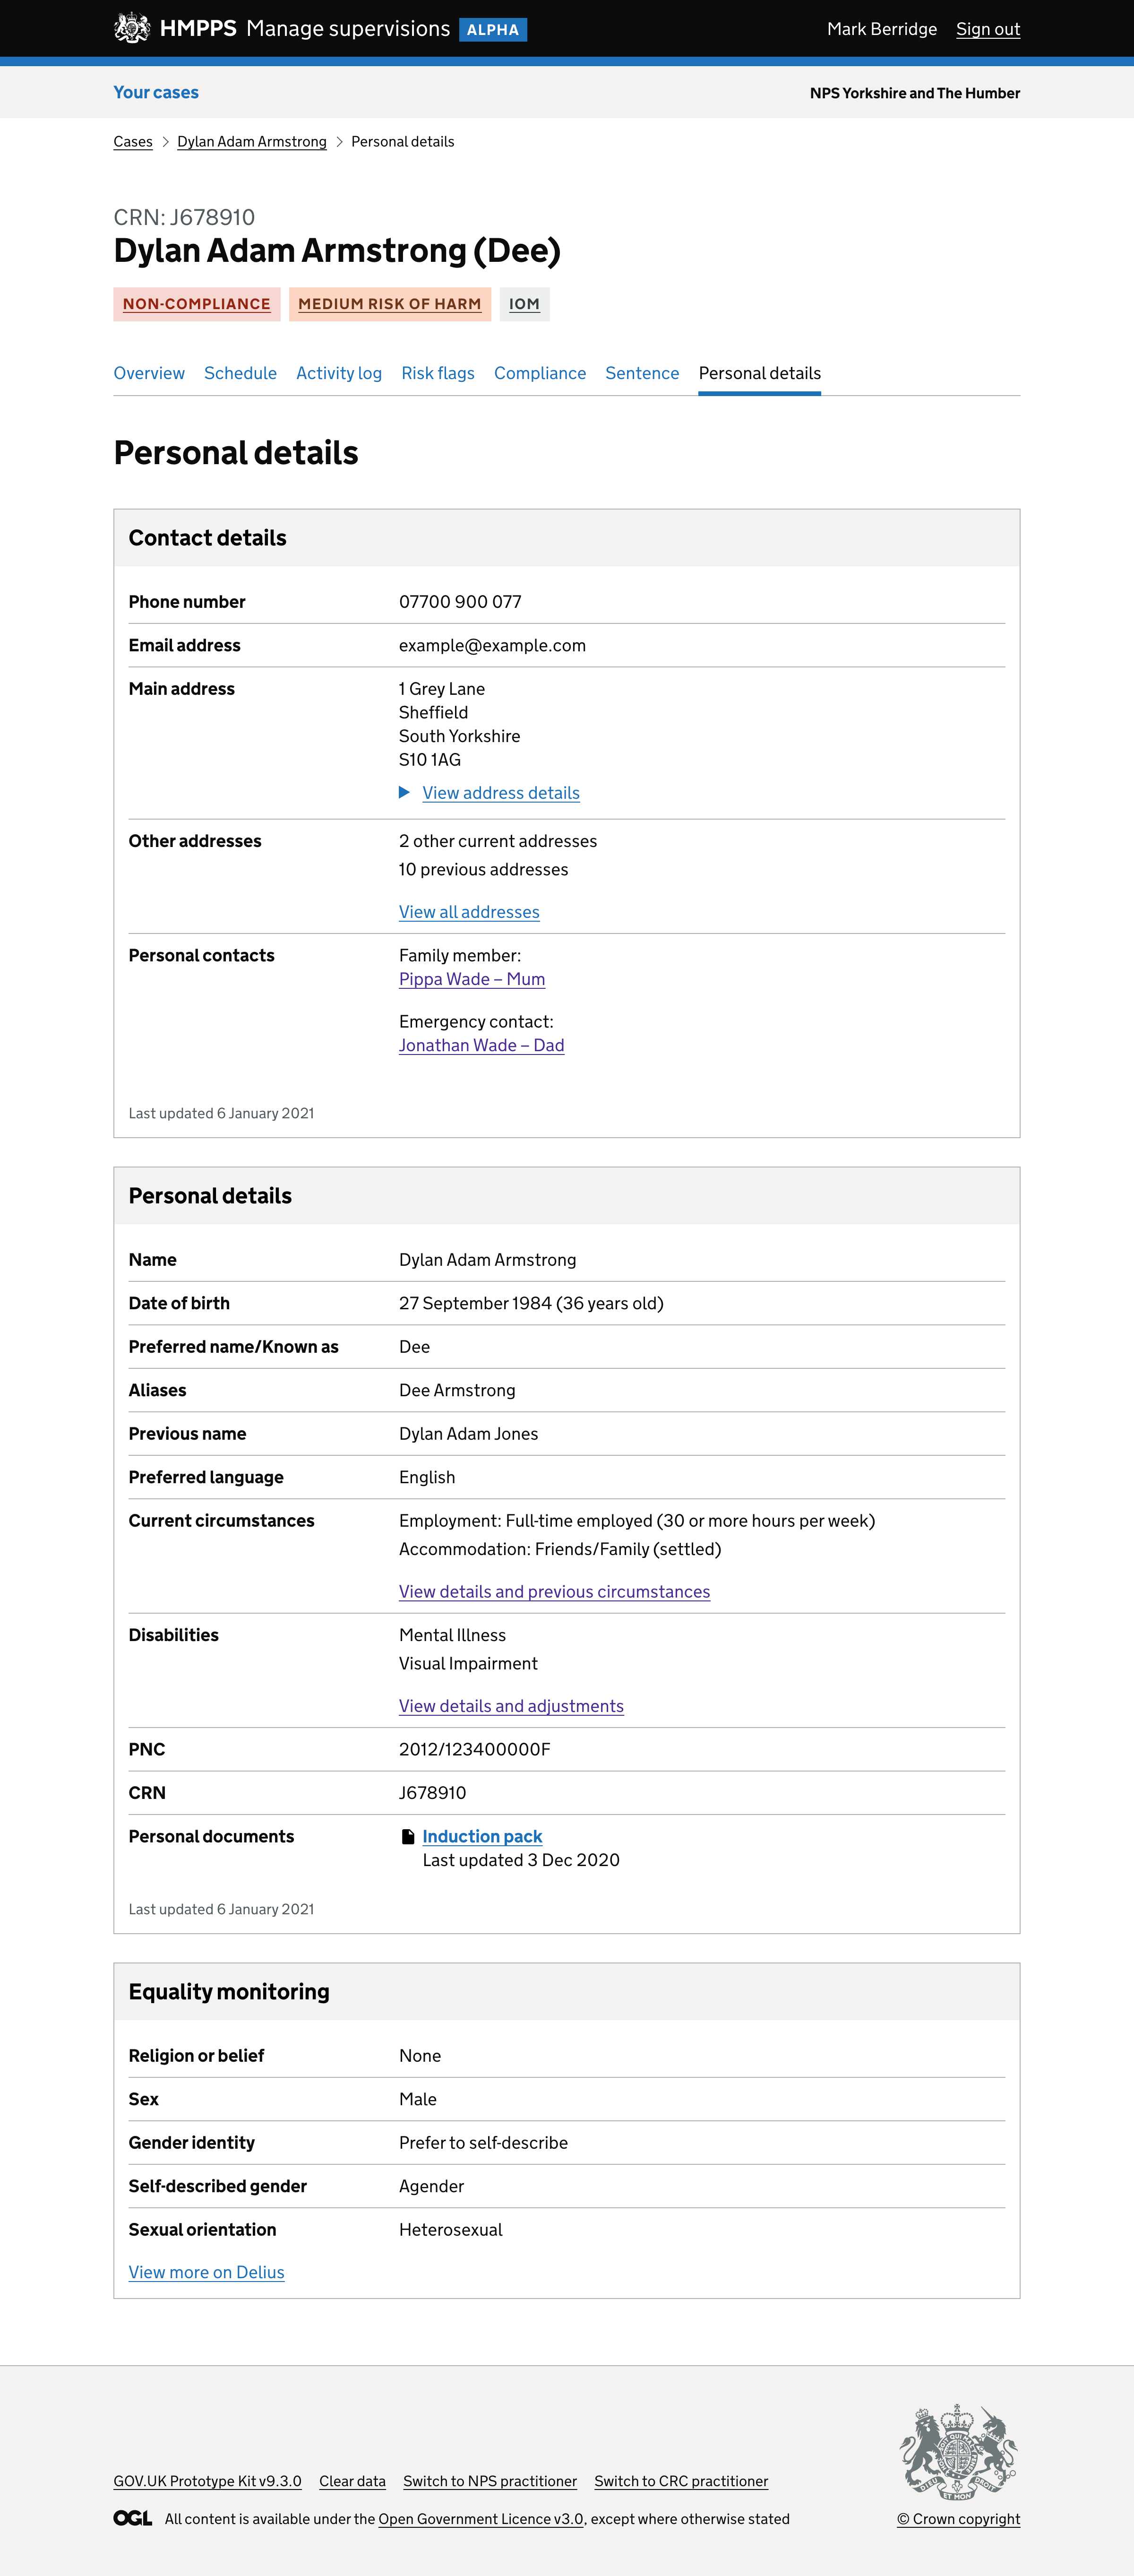 HMPPS Manage supervisions ALPHA Mark Berridge Sign out
Your cases NPS Yorkshire and The Humber
Cases > Dylan Adam Armstrong > Personal details
CRN: J678910
Dylan Adam Armstrong (Dee)
NON-COMPLIANCE MEDIUM RISK OF HARM IOM
Overview Schedule Activity log Risk flags Compliance Sentence Personal details
Personal details
Contact details
Phone number 07700 900 077
Email address example@example.com
Main address 1 Grey Lane
Sheffield
South Yorkshire
S10 1AG
View address details
Other addresses 2 other current addresses
10 previous addresses
View all addresses
Personal contacts Family member:
Pippa Wade – Mum
Emergency contact:
Jonathan Wade – Dad
Last updated 6 January 2021
Personal details
Name Dylan Adam Armstrong
Date of birth 27 September 1984 (36 years old)
Preferred name/Known as Dee
Aliases Dee Armstrong
Previous name Dylan Adam Jones
Preferred language English
Current circumstances Employment: Full-time employed (30 or more hours per week)
Accommodation: Friends/Family (settled)
View details and previous circumstances
Disabilities Mental Illness
Visual Impairment
View details and adjustments
PNC 2012/123400000F
CRN J678910
Personal documents Induction pack
Last updated 3 Dec 2020
Last updated 6 January 2021
Equality monitoring
Religion or belief None
Sex Male
Gender identity Prefer to self-describe
Self-described gender Agender
Sexual orientation Heterosexual
View more on Delius
GOV.UK Prototype Kit v9.3.0 Clear data Switch to NPS practitioner Switch to CRC practitioner
OGL All content is available under the Open Government Licence v3.0, except where otherwise stated
© Crown copyright